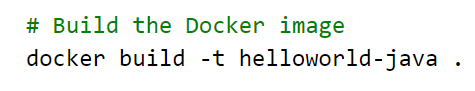 # Build the Docker image
docker build -t helloworld-java .